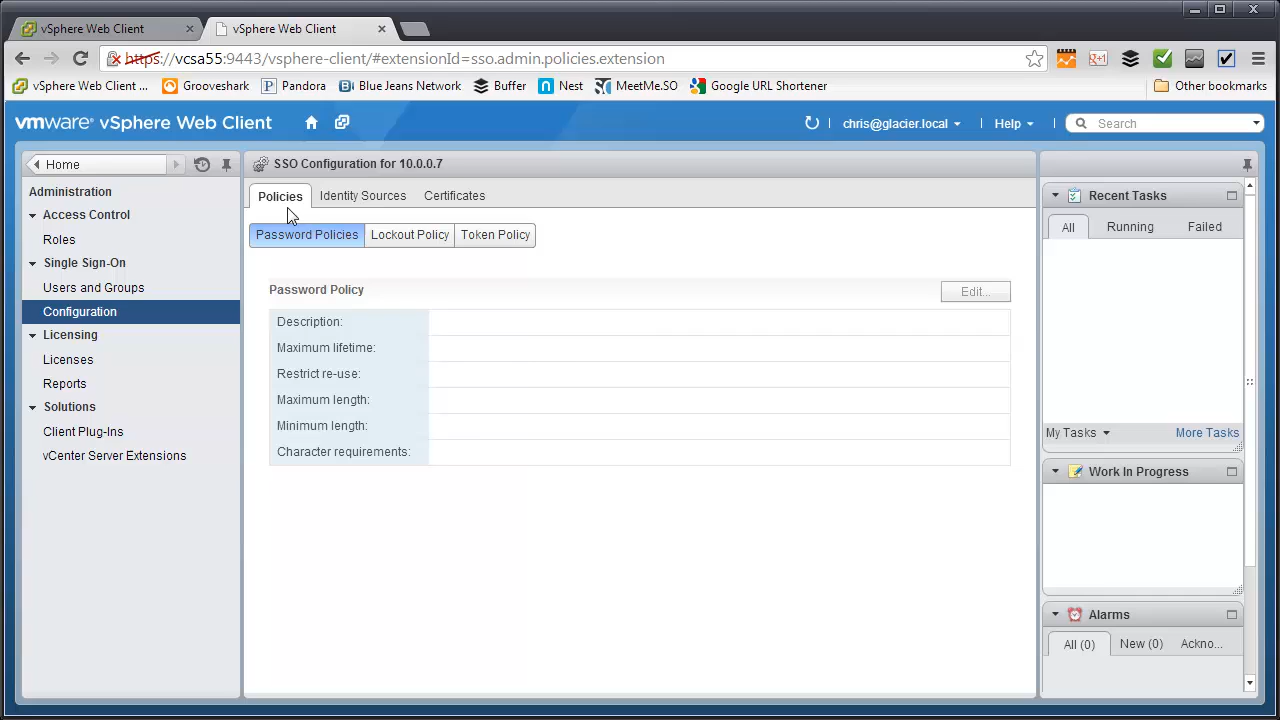 vSphere Web Client
vSphere Web Client
https://vcsa55:9443/vsphere-client/#extensionId=sso.admin.policies.extension
vSphere Web Client ...
Grooveshark
Pandora
Blue Jeans Network
Buffer
Nest
MeetMe.SO
Google URL Shortener
Other bookmarks
vmware® vSphere Web Client
chris@glacier.local
Help
Search
Home
Administration
Access Control
Roles
Single Sign-On
Users and Groups
Configuration
Licensing
Licenses
Reports
Solutions
Client Plug-Ins
vCenter Server Extensions
SSO Configuration for 10.0.0.7
Policies
Identity Sources
Certificates
Password Policies
Lockout Policy
Token Policy
Password Policy
Edit...
Description:
Maximum lifetime:
Restrict re-use:
Maximum length:
Minimum length:
Character requirements:
Recent Tasks
All
Running
Failed
My Tasks
More Tasks
Work In Progress
Alarms
All (0)
New (0)
Ackno...